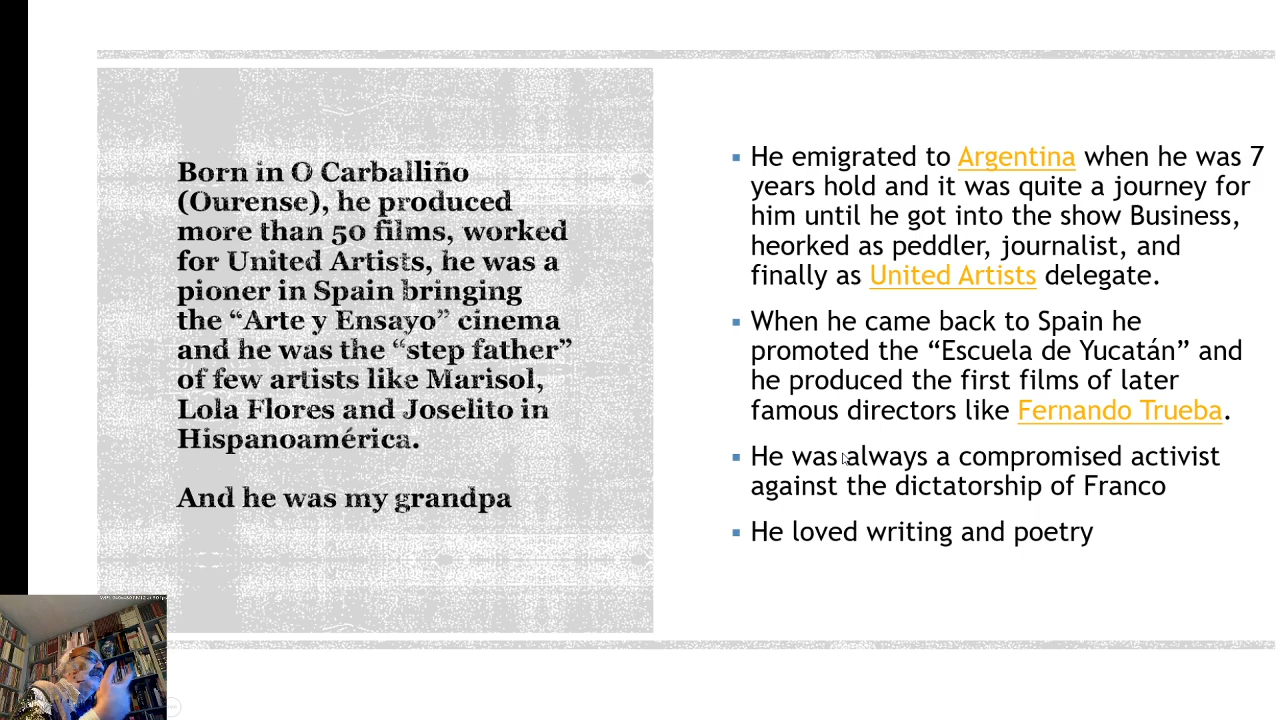 Born in O Carballiño
(Ourense), he produced
more than 50 films, worked
for United Artists, he was a
pioner in Spain bringing
the “Arte y Ensayo” cinema
and he was the “step father”
of few artists like Marisol,
Lola Flores and Joselito in
Hispanoamérica.
And he was my grandpa
He emigrated to Argentina when he was 7
years hold and it was quite a journey for
him until he got into the show Business,
heorked as peddler, journalist, and
finally as United Artists delegate.
When he came back to Spain he
promoted the “Escuela de Yucatán” and
he produced the first films of later
famous directors like Fernando Trueba.
He was always a compromised activist
against the dictatorship of Franco
He loved writing and poetry